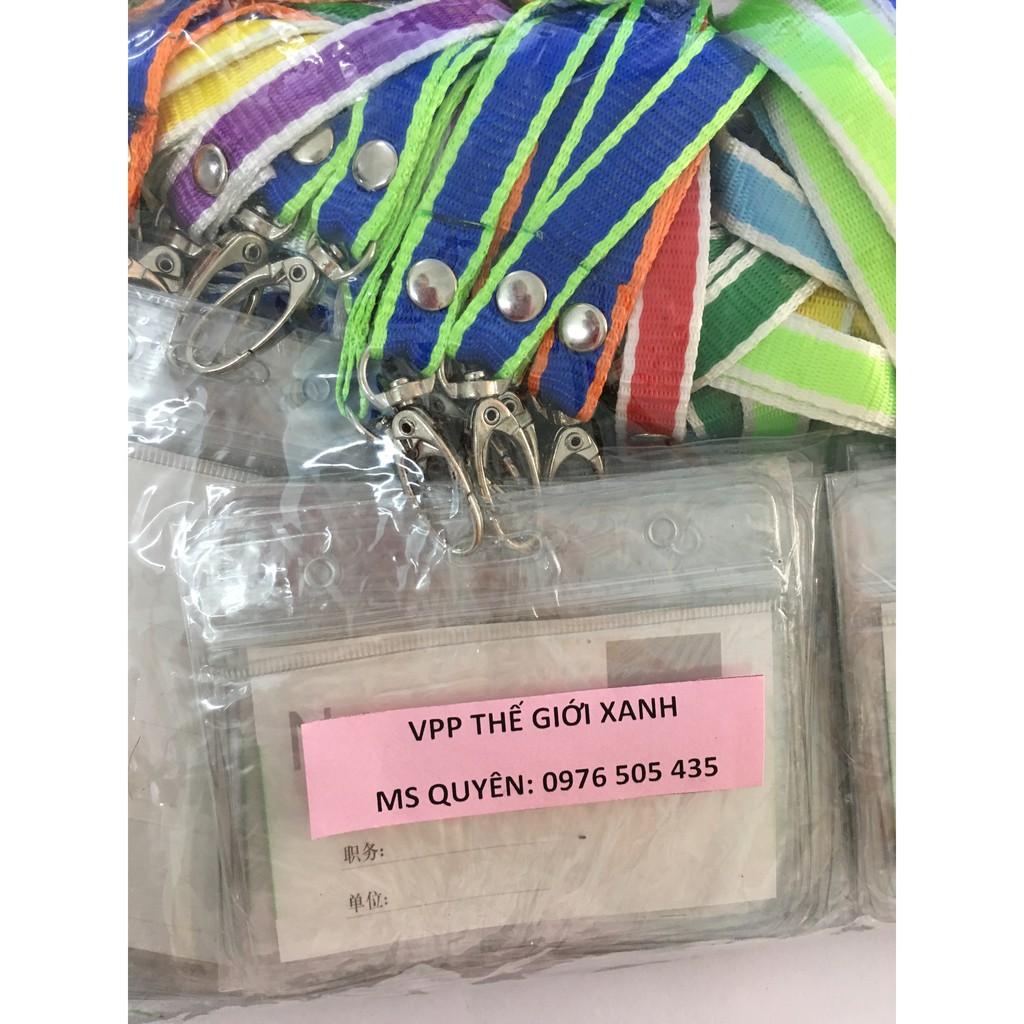 VPP THẾ GIỚI XANH
MS QUYÊN: 0976 505 435
职务:
单位: